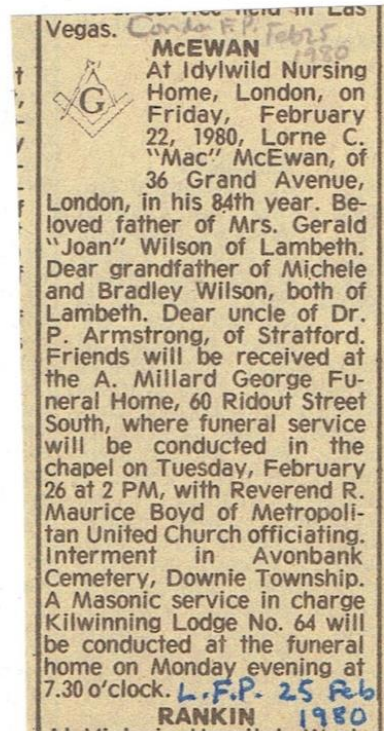 Vegas. London F.P. Feb 25
1980
McEWAN
At Idylwild Nursing
G
Home, London, on
Friday, February
22, 1980, Lorne C.
"Mac" McEwan, of
36 Grand Avenue,
London, in his 84th year. Be-
loved father of Mrs. Gerald
"Joan" Wilson of Lambeth.
Dear grandfather of Michele
and Bradley Wilson, both of
Lambeth. Dear uncle of Dr.
P. Armstrong, of Stratford.
Friends will be received at
the A. Millard George Fu-
neral Home, 60 Ridout Street
South, where funeral service
will be conducted in the
chapel on Tuesday, February
26 at 2 PM, with Reverend R.
Maurice Boyd of Metropoli-
tan United Church officiating.
Interment in Avonbank
Cemetery, Downie Township.
A Masonic service in charge
Kilwinning Lodge No. 64 will
be conducted at the funeral
home on Monday evening at
7.30 o'clock. L.F.P. 25 Feb
RANKIN 1980